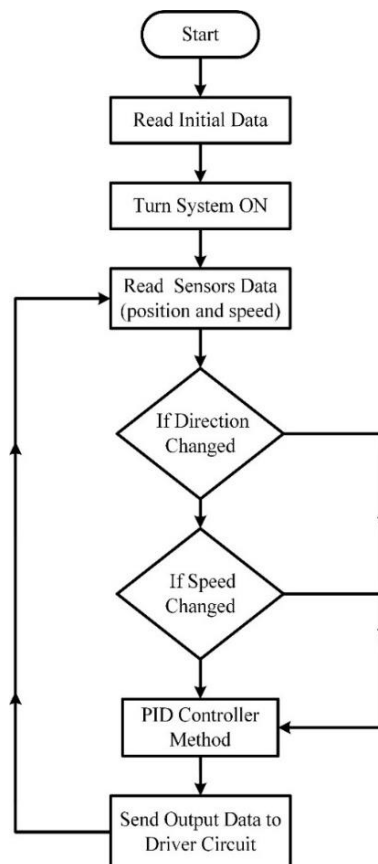 Start
Read Initial Data
Turn System ON
Read Sensors Data
(position and speed)
If Direction
Changed
If Speed
Changed
PID Controller
Method
Send Output Data to
Driver Circuit